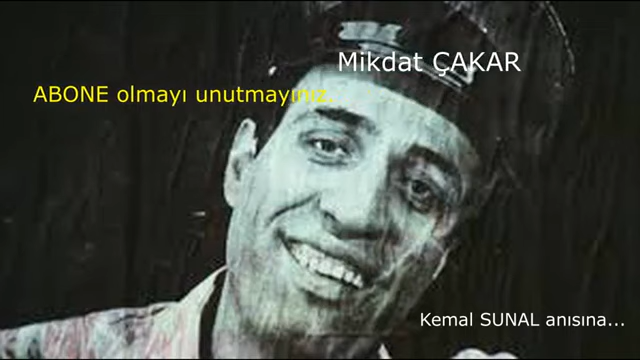 Mikdat ÇAKAR
ABONE olmayı unutmayınız.
Kemal SUNAL anısına...